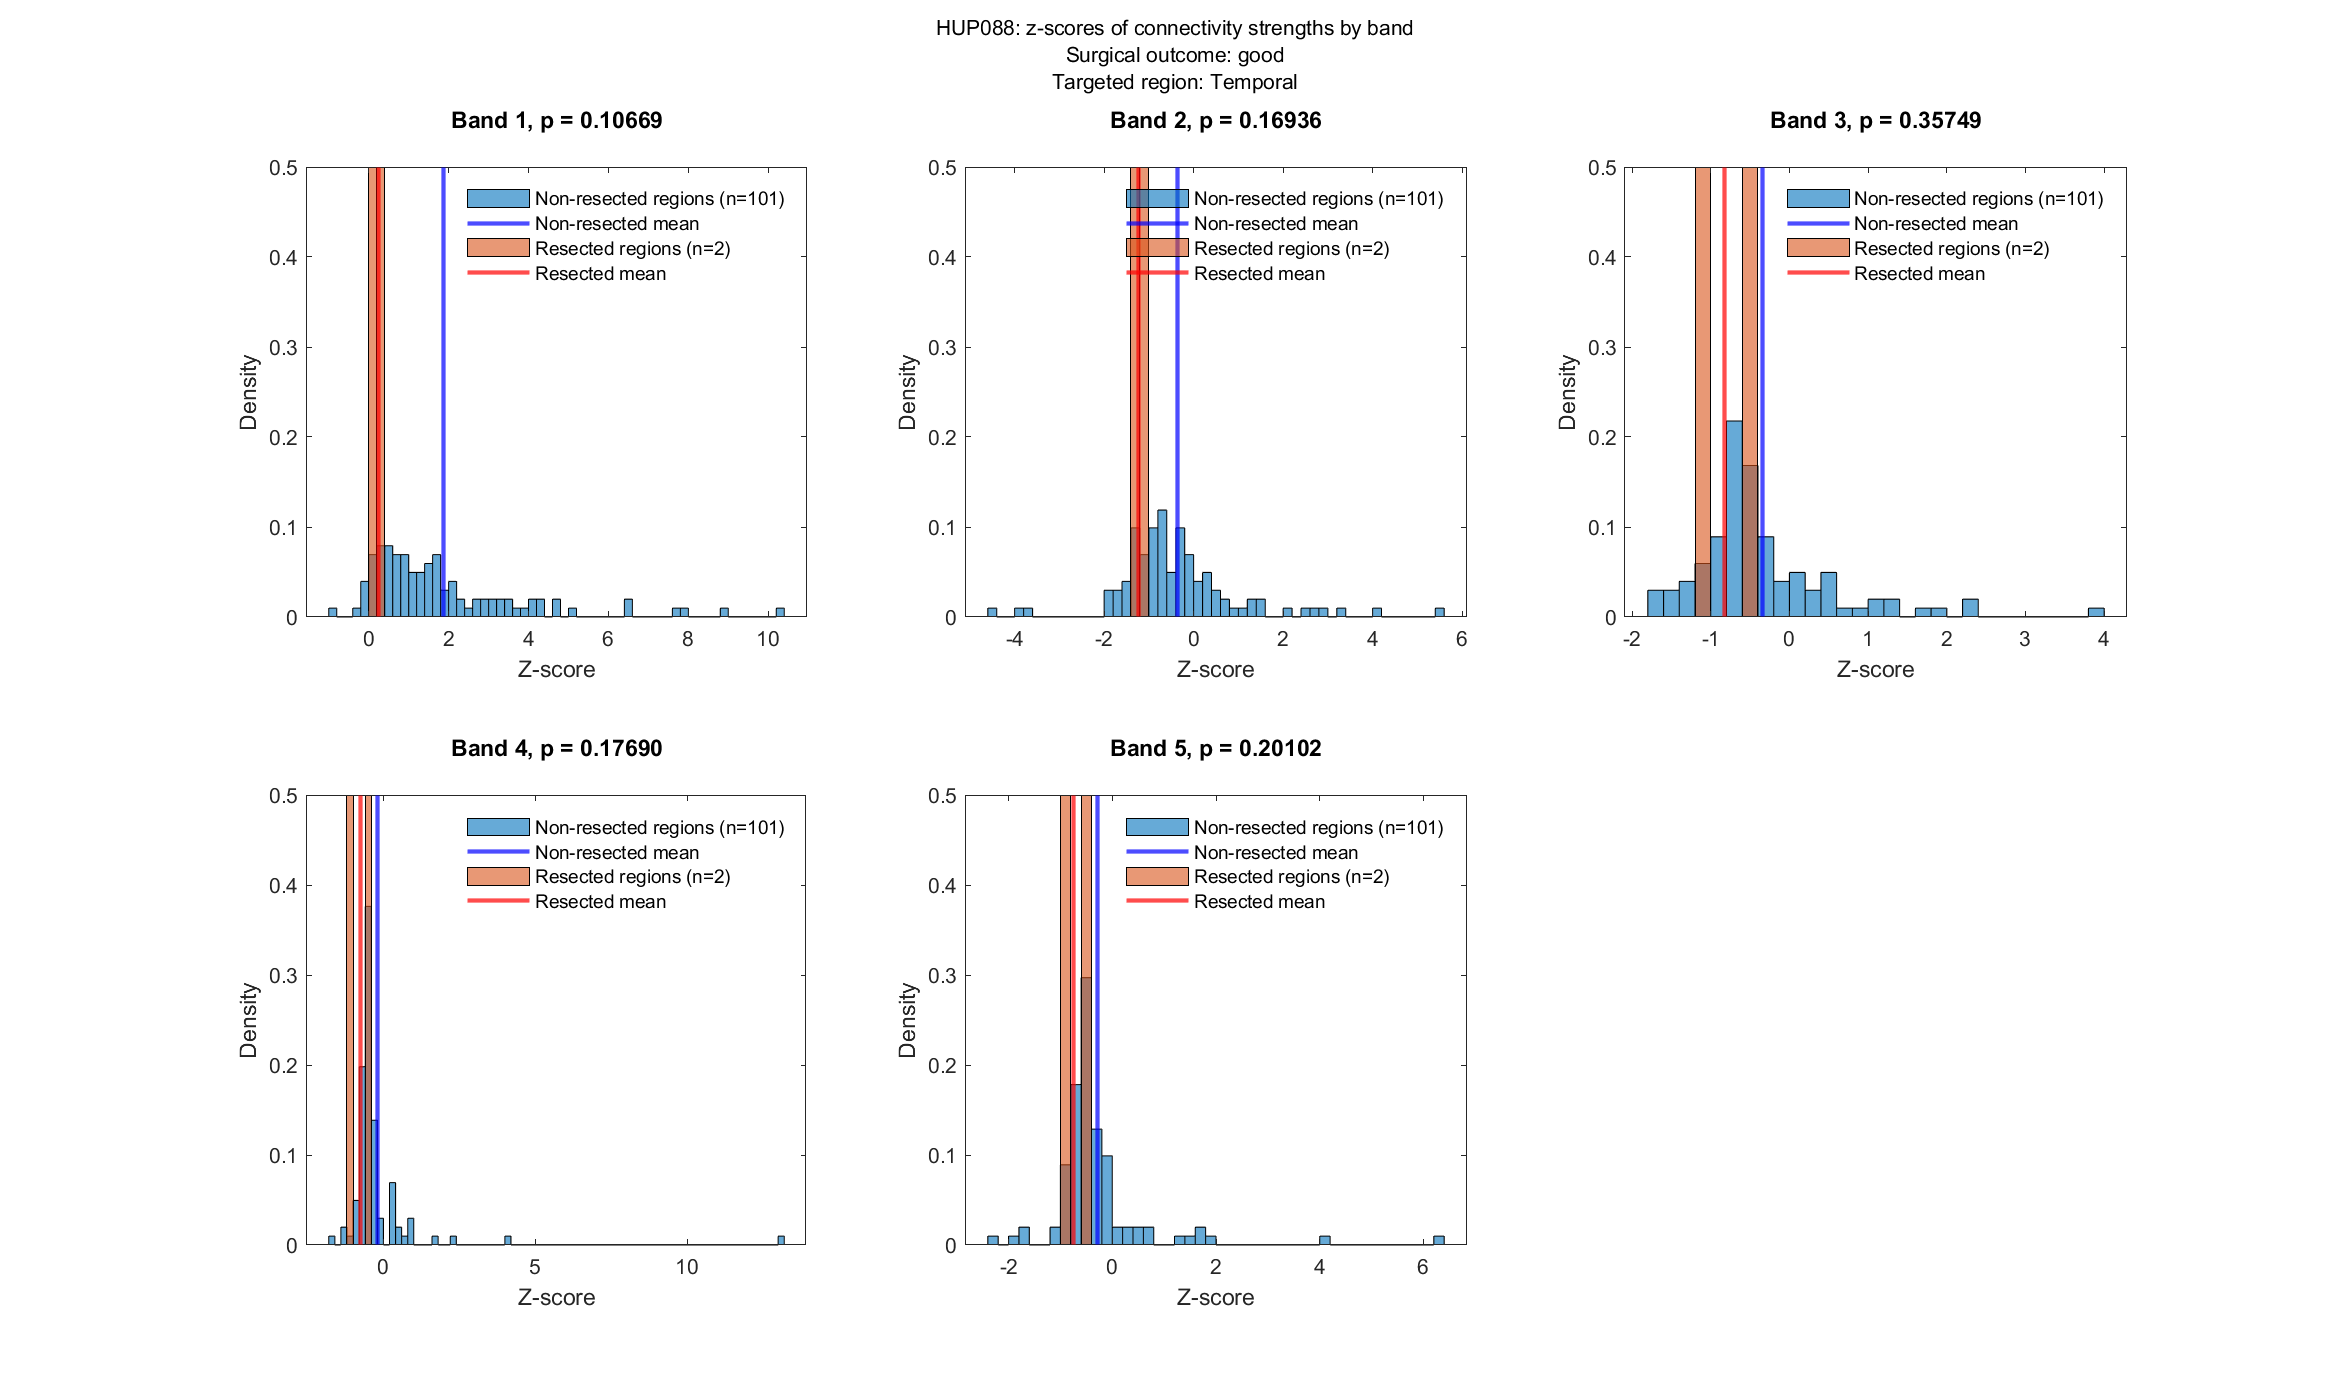 HUP088: z-scores of connectivity strengths by band
Surgical outcome: good
Targeted region: Temporal
Band 1, p = 0.10669
0.5
0.4
0.3
0.2
0.1
0
Density
0 2 4 6 8 10
Z-score
Non-resected regions (n=101)
Non-resected mean
Resected regions (n=2)
Resected mean
Band 2, p = 0.16936
0.5
0.4
0.3
0.2
0.1
0
Density
-4 -2 0 2 4 6
Z-score
Non-resected regions (n=101)
Non-resected mean
Resected regions (n=2)
Resected mean
Band 3, p = 0.35749
0.5
0.4
0.3
0.2
0.1
0
Density
-2 -1 0 1 2 3 4
Z-score
Non-resected regions (n=101)
Non-resected mean
Resected regions (n=2)
Resected mean
Band 4, p = 0.17690
0.5
0.4
0.3
0.2
0.1
0
Density
0 5 10
Z-score
Non-resected regions (n=101)
Non-resected mean
Resected regions (n=2)
Resected mean
Band 5, p = 0.20102
0.5
0.4
0.3
0.2
0.1
0
Density
-2 0 2 4 6
Z-score
Non-resected regions (n=101)
Non-resected mean
Resected regions (n=2)
Resected mean